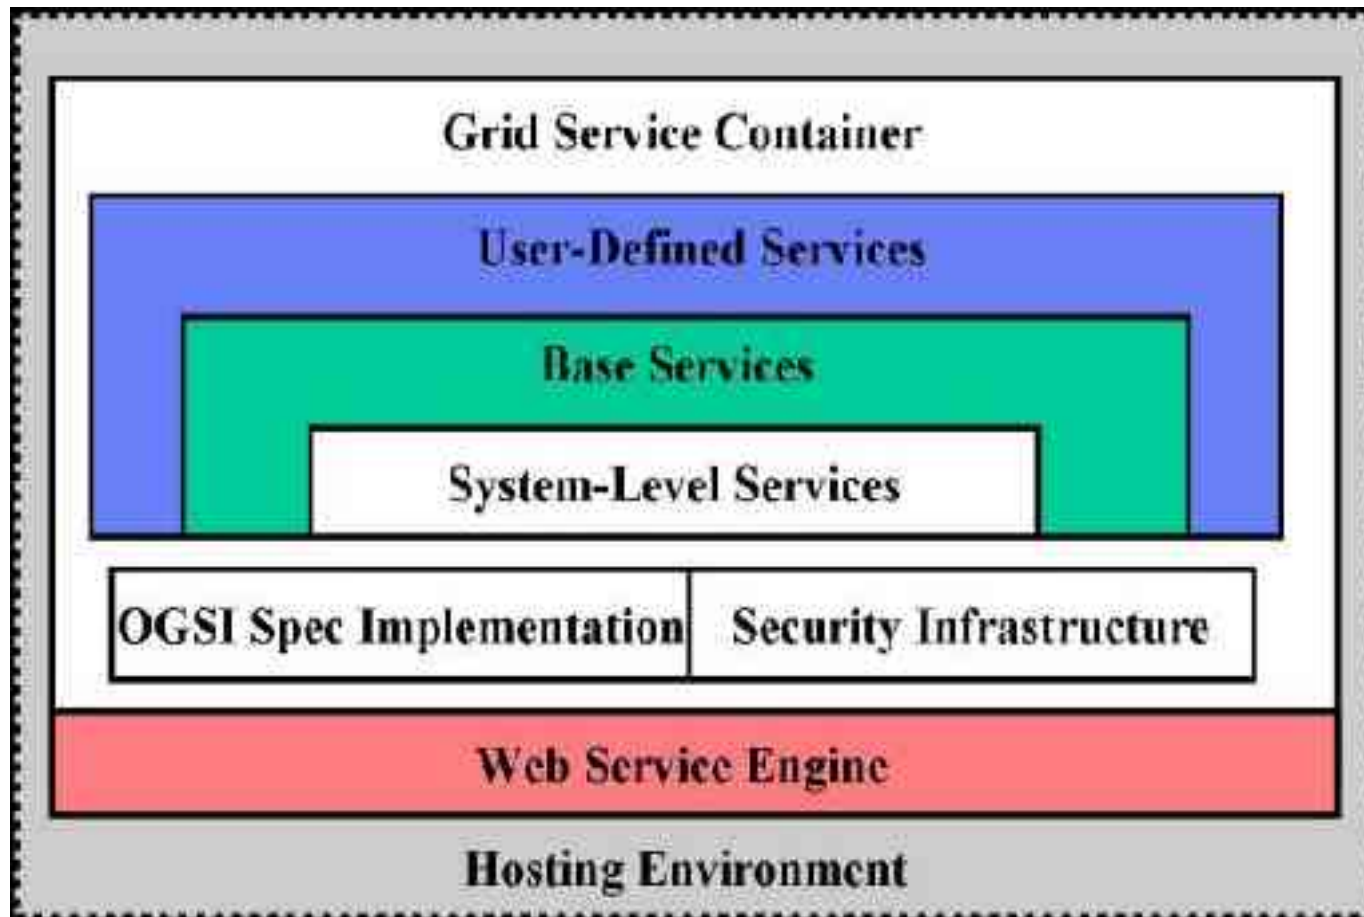 Grid Service Container
User-Defined Services
Base Services
System-Level Services
OGSI Spec Implementation
Security Infrastructure
Web Service Engine
Hosting Environment